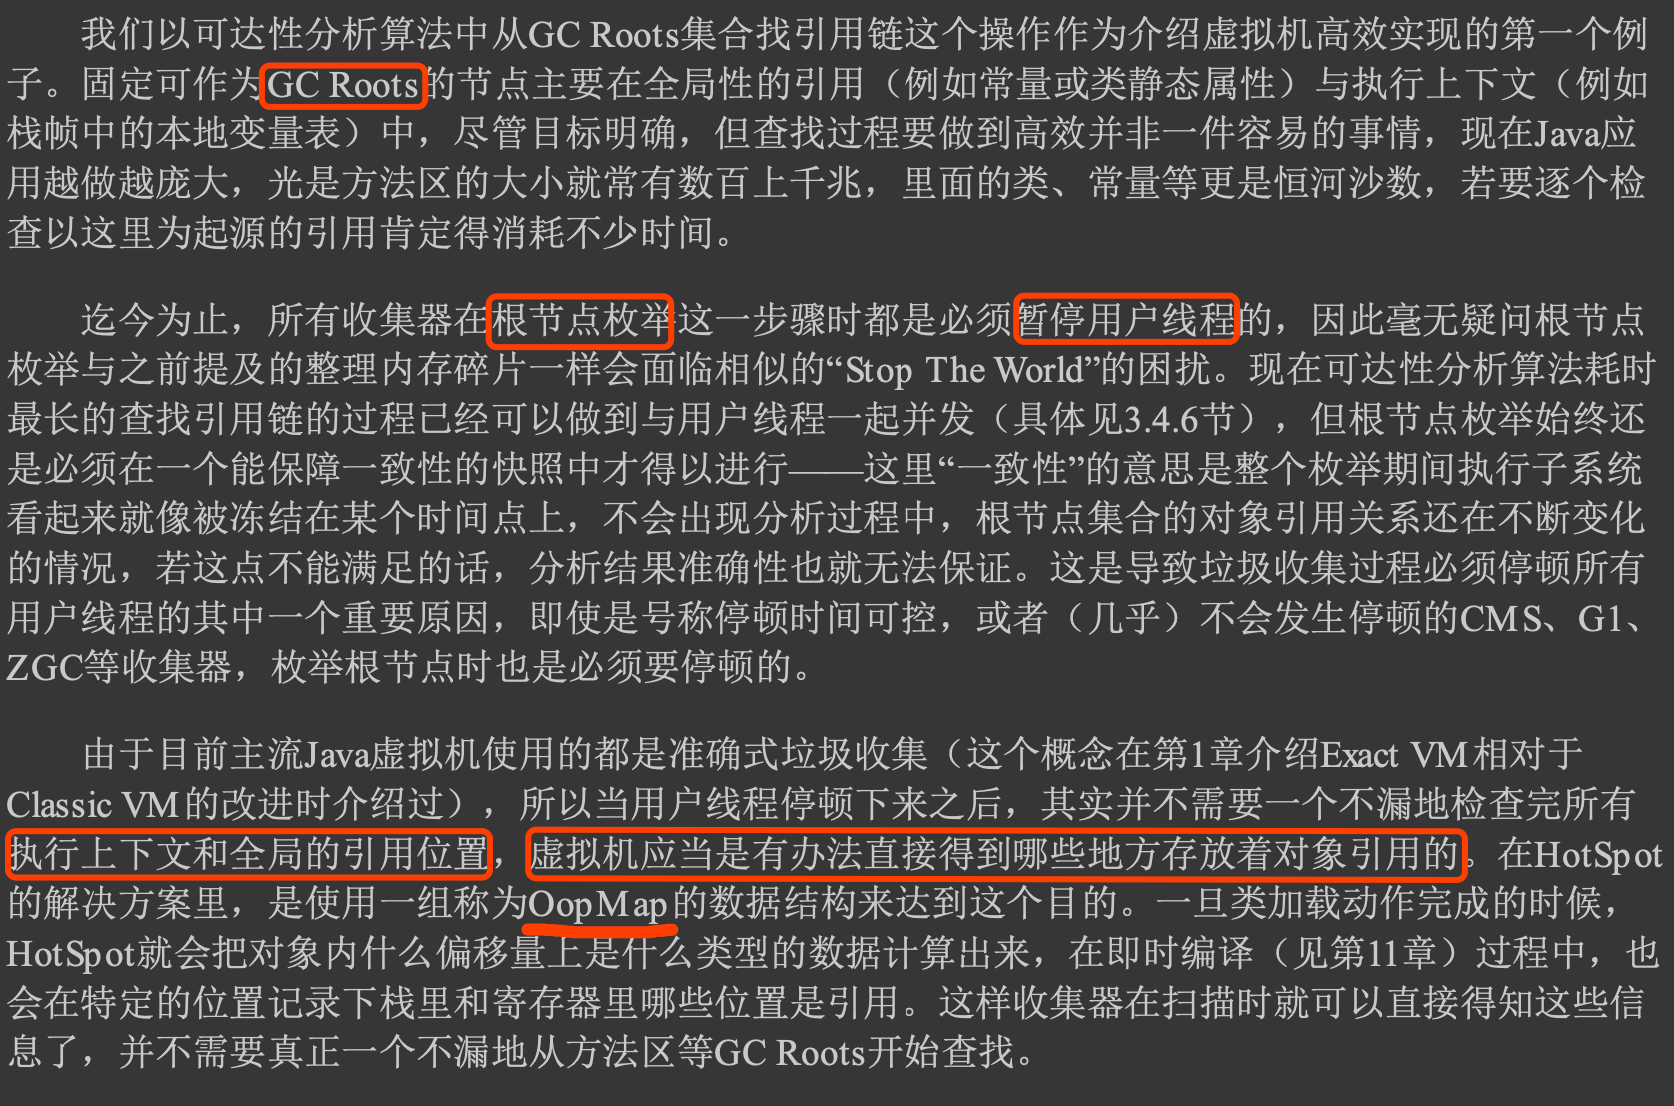 我们以可达性分析算法中从GC Roots集合找引用链这个操作作为介绍虚拟机高效实现的第一个例
子。固定可作为GC Roots的节点主要在全局性的引用（例如常量或类静态属性）与执行上下文（例如
栈帧中的本地变量表）中，尽管目标明确，但查找过程要做到高效并非一件容易的事情，现在Java应
用越做越庞大，光是方法区的大小就常有数百上千兆，里面的类、常量等更是恒河沙数，若要逐个检
查以这里为起源的引用肯定得消耗不少时间。
迄今为止，所有收集器在根节点枚举这一步骤时都是必须暂停用户线程的，因此毫无疑问根节点
枚举与之前提及的整理内存碎片一样会面临相似的“Stop The World”的困扰。现在可达性分析算法耗时
最长的查找引用链的过程已经可以做到与用户线程一起并发（具体见3.4.6节），但根节点枚举始终还
是必须在一个能保障一致性的快照中才得以进行——这里“一致性”的意思是整个枚举期间执行子系统
看起来就像被冻结在某个时间点上，不会出现分析过程中，根节点集合的对象引用关系还在不断变化
的情况，若这点不能满足的话，分析结果准确性也就无法保证。这是导致垃圾收集过程必须停顿所有
用户线程的其中一个重要原因，即使是号称停顿时间可控，或者（几乎）不会发生停顿的CMS、G1、
ZGC等收集器，枚举根节点时也是必须要停顿的。
由于目前主流Java虚拟机使用的都是准确式垃圾收集（这个概念在第1章介绍Exact VM相对于
Classic VM的改进时介绍过），所以当用户线程停顿下来之后，其实并不需要一个不漏地检查完所有
执行上下文和全局的引用位置，虚拟机应当是有办法直接得到哪些地方存放着对象引用的。在HotSpot
的解决方案里，是使用一组称为OopMap的数据结构来达到这个目的。一旦类加载动作完成的时候，
HotSpot就会把对象内什么偏移量上是什么类型的数据计算出来，在即时编译（见第11章）过程中，也
会在特定的位置记录下栈里和寄存器里哪些位置是引用。这样收集器在扫描时就可以直接得知这些信
息了，并不需要真正一个不漏地从方法区等GC Roots开始查找。